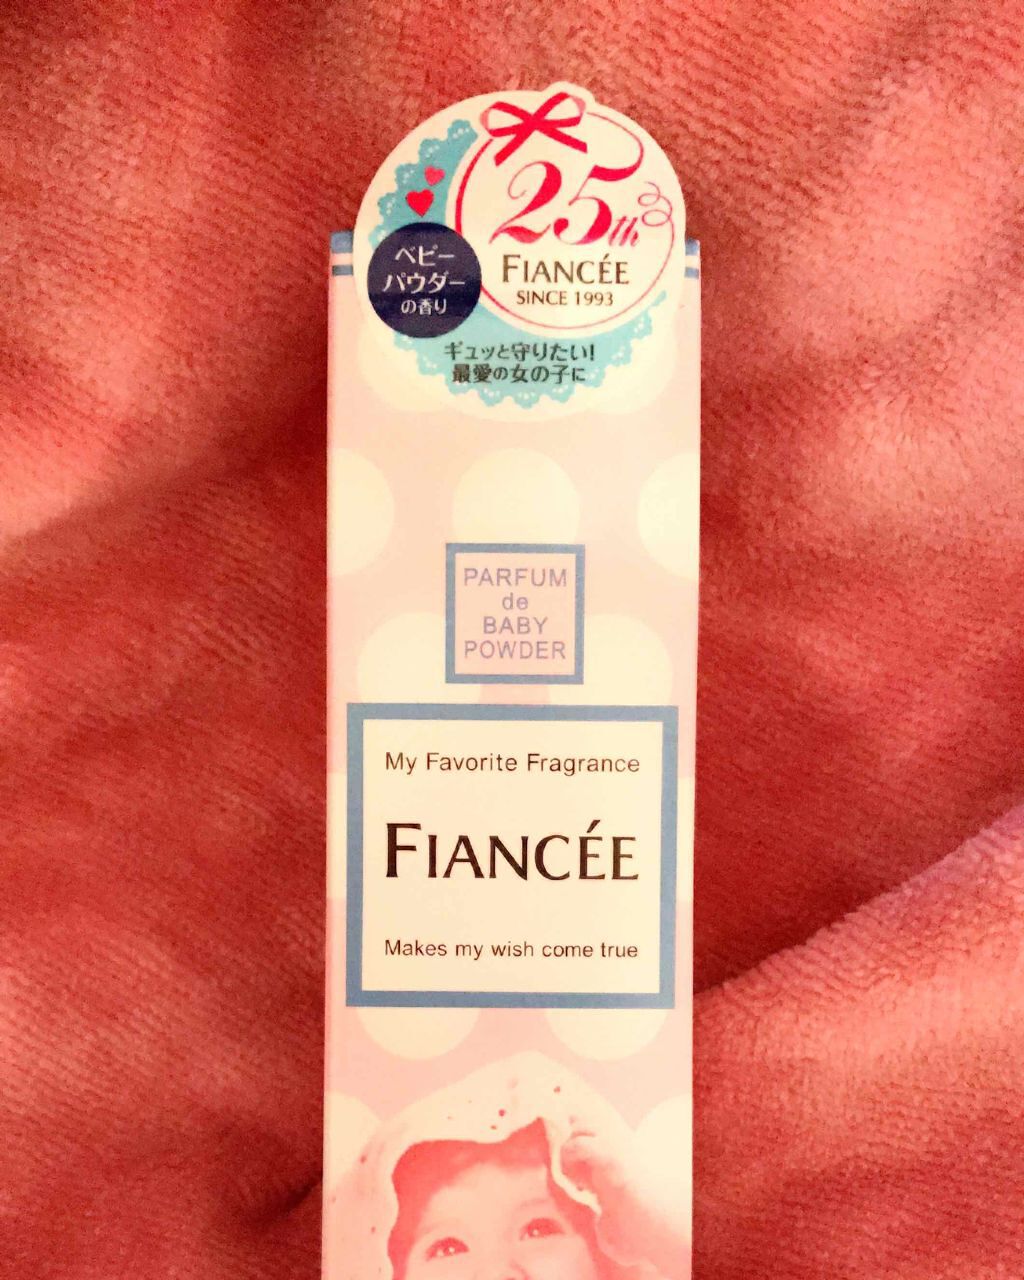 25th
FIANCÉE
SINCE 1993
ベビー
パウダー
の香り
ギュッと守りたい!
最愛の女の子に
PARFUM
de
BABY
POWDER
My Favorite Fragrance
FIANCÉE
Makes my wish come true